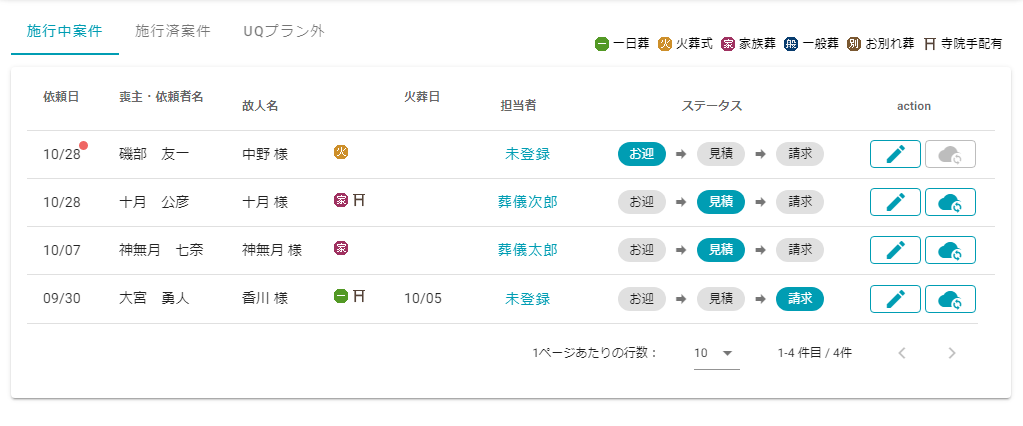 施行中案件 施行済案件 UQプラン外
一 一日葬 火 火葬式 家 家族葬 般 一般葬 別 お別れ葬 寺院手配有
依頼日 喪主・依頼者名 故人名 火葬日 担当者 ステータス action
10/28 磯部 友一 中野 様 火 未登録 お迎 見積 請求
10/28 十月 公彦 十月 様 家 葬儀次郎 お迎 見積 請求
10/07 神無月 七奈 神無月 様 家 葬儀太郎 お迎 見積 請求
09/30 大宮 勇人 香川 様 一 10/05 未登録 お迎 見積 請求
1ページあたりの行数： 10 1-4 件目 / 4件